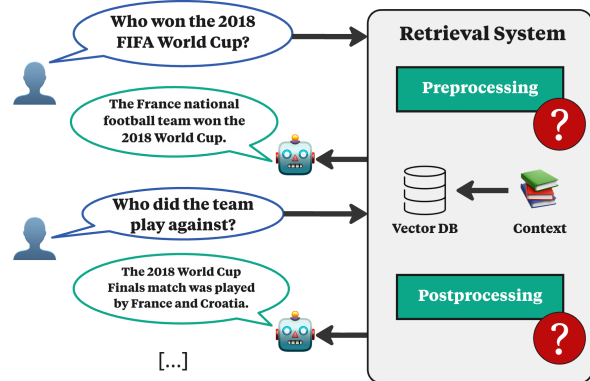 Who won the 2018
FIFA World Cup?
The France national
football team won the
2018 World Cup.
Who did the team
play against?
The 2018 World Cup
Finals match was played
by France and Croatia.
[...]
Retrieval System
Preprocessing
?
Vector DB
Context
Postprocessing
?